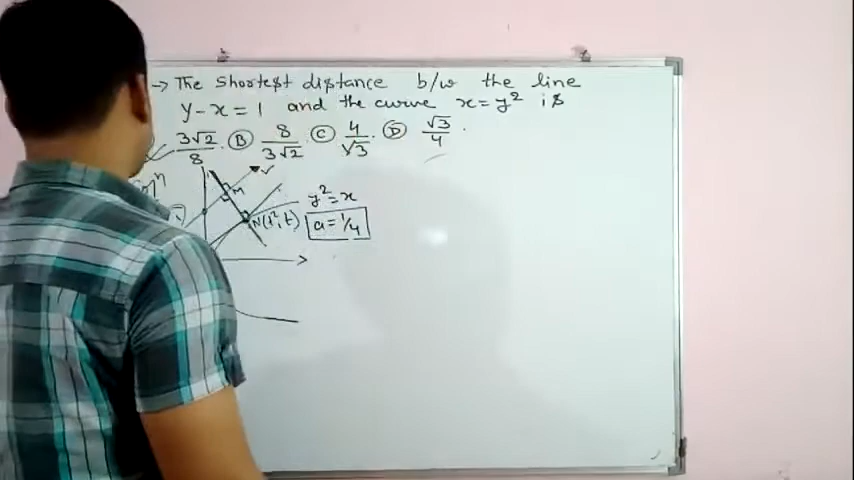 → The shortest distance b/w the line
y-x=1 and the curve x=y² is
3√2/8 Ⓑ 8/3√2 Ⓒ 4/√3 . Ⓓ √3/4 .
M
y²=x
N(t²,t) a=1/4